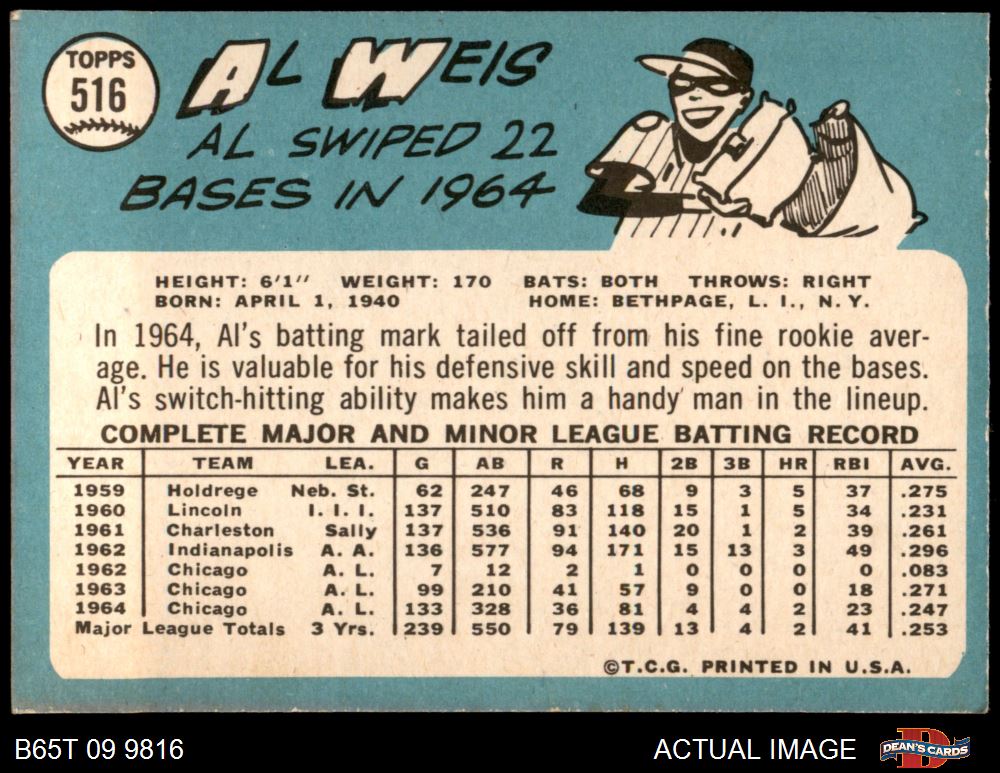 TOPPS
516
AL WEIS
AL SWIPED 22
BASES IN 1964
HEIGHT: 6'1" WEIGHT: 170 BATS: BOTH THROWS: RIGHT
BORN: APRIL 1, 1940 HOME: BETHPAGE, L. I., N. Y.
In 1964, Al's batting mark tailed off from his fine rookie aver-
age. He is valuable for his defensive skill and speed on the bases.
Al's switch-hitting ability makes him a handy man in the lineup.
COMPLETE MAJOR AND MINOR LEAGUE BATTING RECORD
YEAR TEAM LEA. G AB R H 2B 3B HR RBI AVG.
1959 Holdrege Neb. St. 62 247 46 68 9 3 5 37 .275
1960 Lincoln I. I. I. 137 510 83 118 15 1 5 34 .231
1961 Charleston Sally 137 536 91 140 20 1 2 39 .261
1962 Indianapolis A. A. 136 577 94 171 15 13 3 49 .296
1962 Chicago A. L. 7 12 2 1 0 0 0 0 .083
1963 Chicago A. L. 99 210 41 57 9 0 0 18 .271
1964 Chicago A. L. 133 328 36 81 4 4 2 23 .247
Major League Totals 3 Yrs. 239 550 79 139 13 4 2 41 .253
©T.C.G. PRINTED IN U.S.A.
B65T 09 9816 ACTUAL IMAGE DEAN'S CARDS